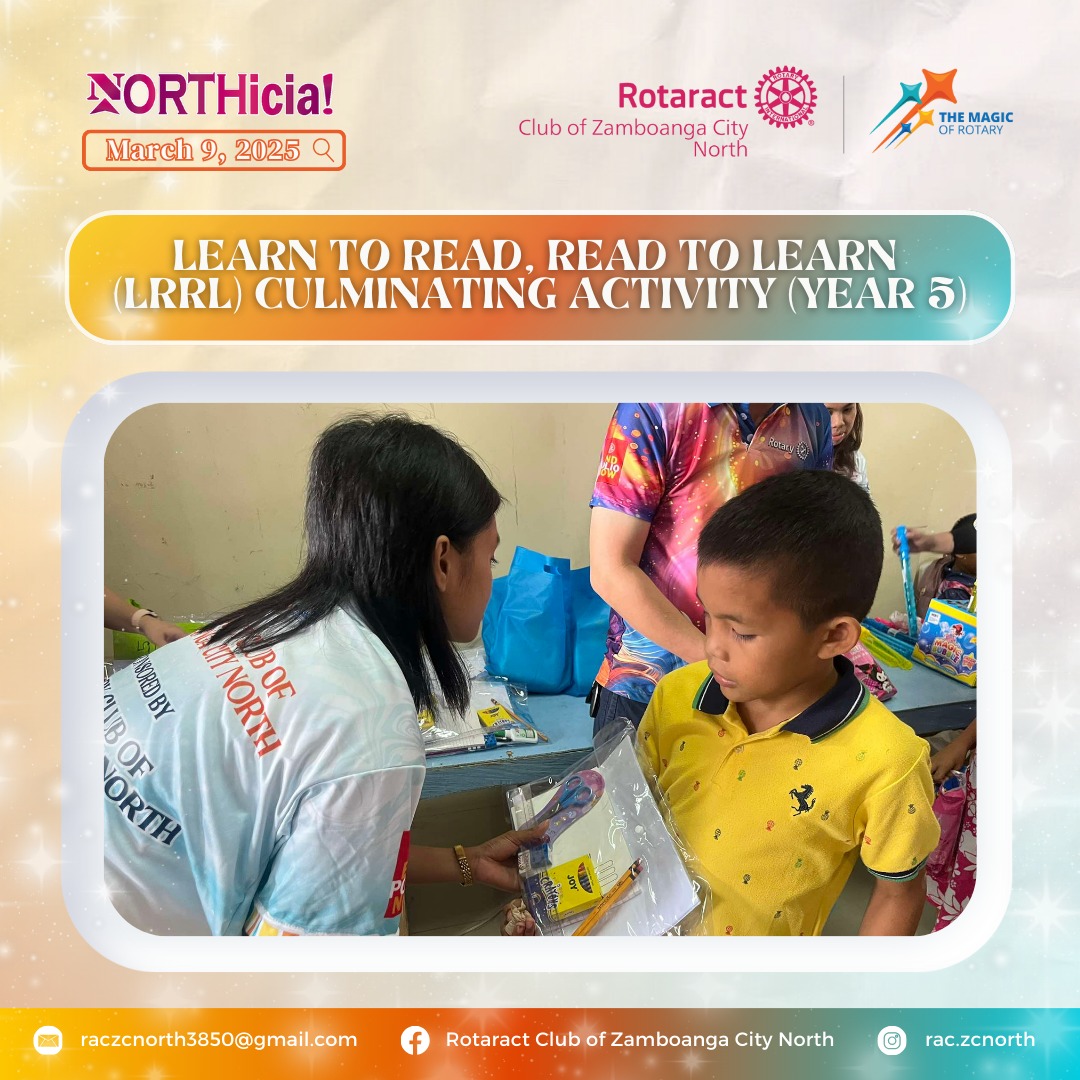 NORTHicia!
March 9, 2025
Rotaract
Club of Zamboanga City
North
THE MAGIC
OF ROTARY
LEARN TO READ, READ TO LEARN
(LRRL) CULMINATING ACTIVITY (YEAR 5)
Rotary
CLUB OF
NORTH
CLUB OF
NORTH
BY
JOY
MAGIC
raczcnorth3850@gmail.com
Rotaract Club of Zamboanga City North
rac.zcnorth